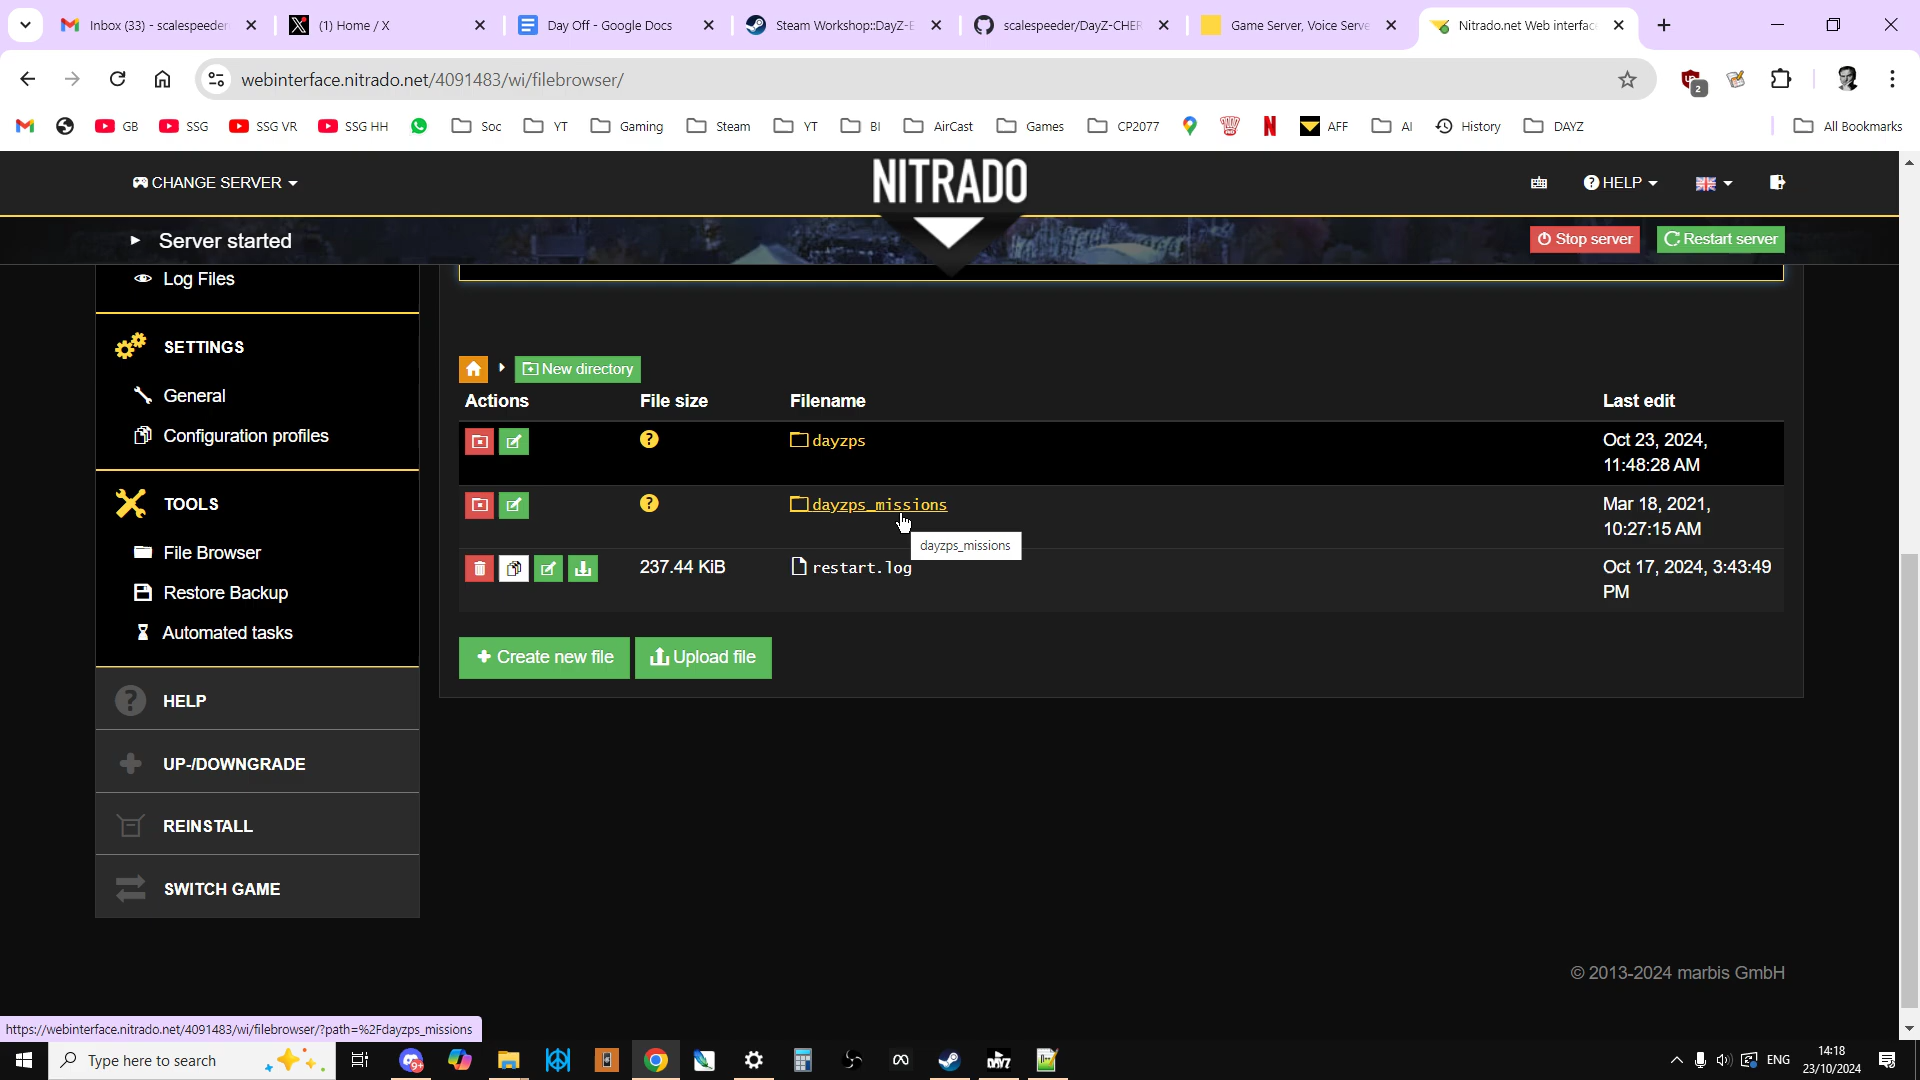 Inbox (33) - scalespeeder
(1) Home / X
Day Off - Google Docs
Steam Workshop::DayZ-E
scalespeeder/DayZ-CHER
Game Server, Voice Serve
Nitrado.net Web interfac
webinterface.nitrado.net/4091483/wi/filebrowser/
2
GB
SSG
SSG VR
SSG HH
Soc
YT
Gaming
Steam
YT
BI
AirCast
Games
CP2077
AFF
AI
History
DAYZ
All Bookmarks
CHANGE SERVER
NITRADO
HELP
Server started
Stop server
Restart server
Log Files
SETTINGS
General
Configuration profiles
TOOLS
File Browser
Restore Backup
Automated tasks
HELP
UP-/DOWNGRADE
REINSTALL
SWITCH GAME
New directory
Actions File size Filename Last edit
dayzps Oct 23, 2024,
11:48:28 AM
dayzps_missions Mar 18, 2021,
10:27:15 AM
dayzps_missions
237.44 KiB restart.log Oct 17, 2024, 3:43:49
PM
Create new file
Upload file
© 2013-2024 marbis GmbH
https://webinterface.nitrado.net/4091483/wi/filebrowser/?path=%2Fdayzps_missions
Type here to search
9+
DAYZ
ENG
14:18
23/10/2024